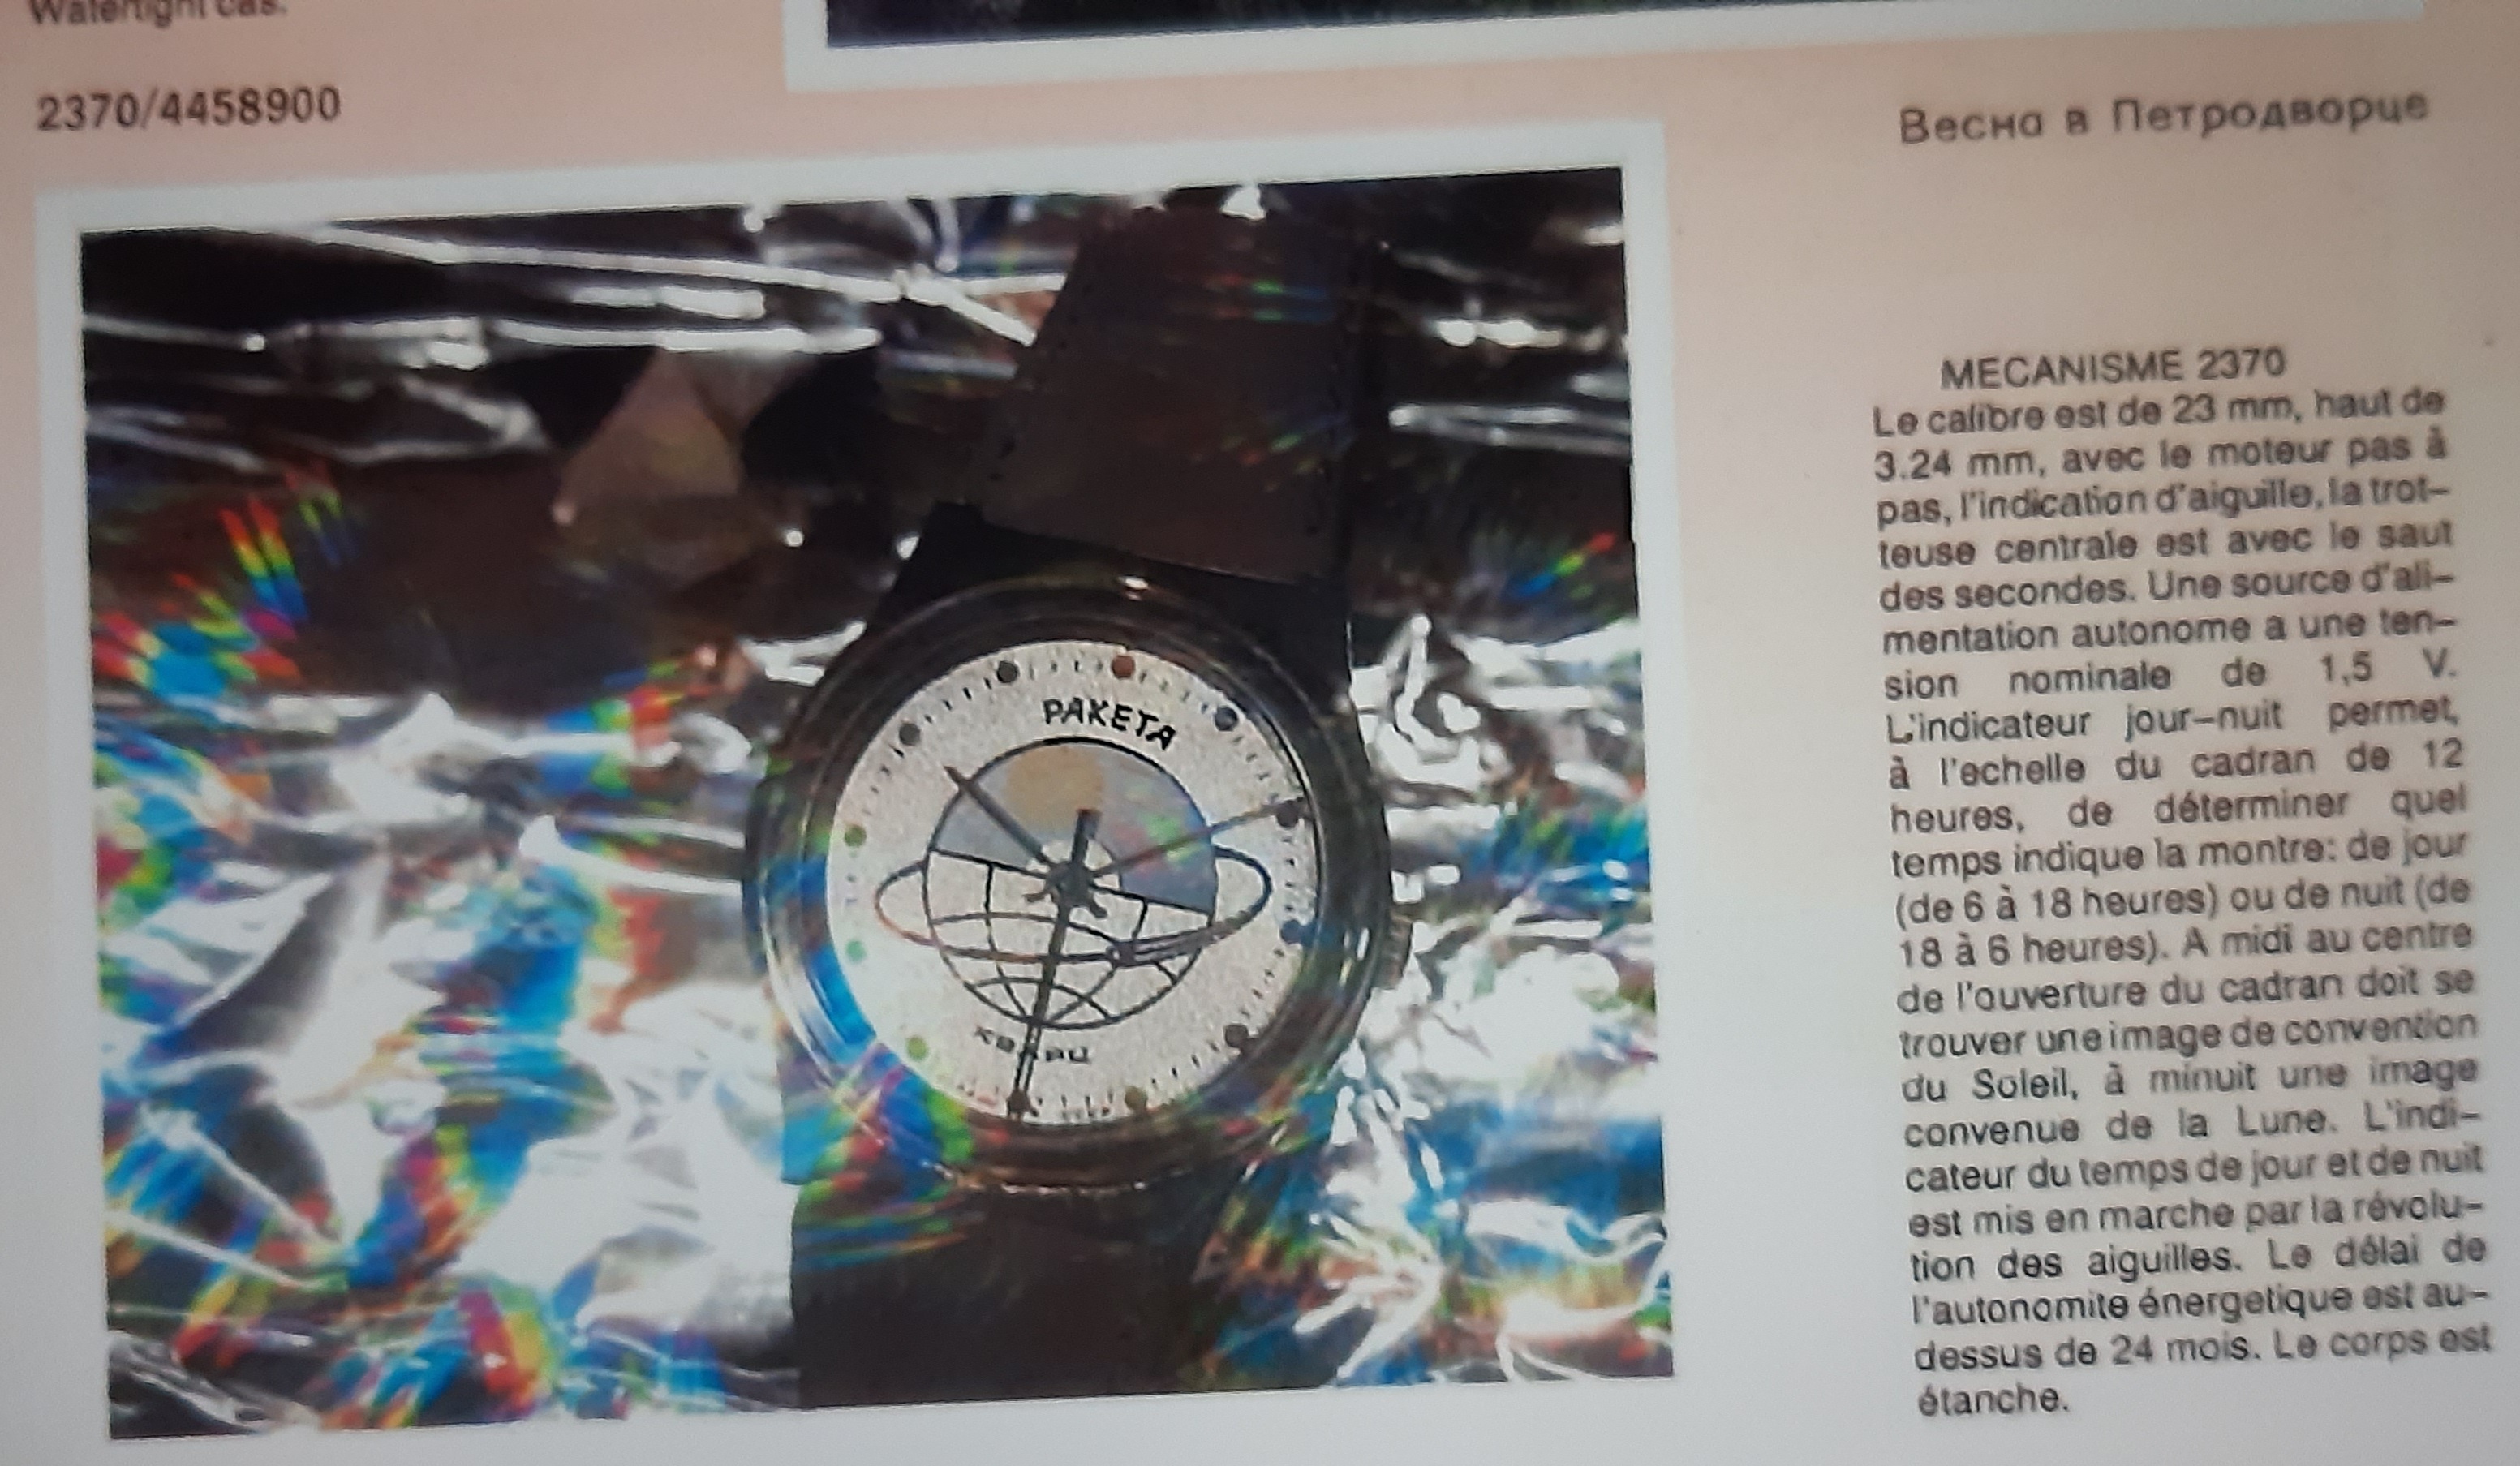 Watertight cas.
2370/4458900
Весна в Петродворце
РАКЕТА
кварц
MECANISME 2370
Le calibre est de 23 mm, haut de
3.24 mm, avec le moteur pas à
pas, l'indication d'aiguille, la trot-
teuse centrale est avec le saut
des secondes. Une source d'ali-
mentation autonome a une ten-
sion nominale de 1,5 V.
L'indicateur jour-nuit permet,
à l'echelle du cadran de 12
heures, de déterminer quel
temps indique la montre: de jour
(de 6 à 18 heures) ou de nuit (de
18 à 6 heures). A midi au centre
de l'ouverture du cadran doit se
trouver une image de convention
du Soleil, à minuit une image
convenue de la Lune. L'indi-
cateur du temps de jour et de nuit
est mis en marche par la révolu-
tion des aiguilles. Le délai de
l'autonomite énergetique est au-
dessus de 24 mois. Le corps est
étanche.